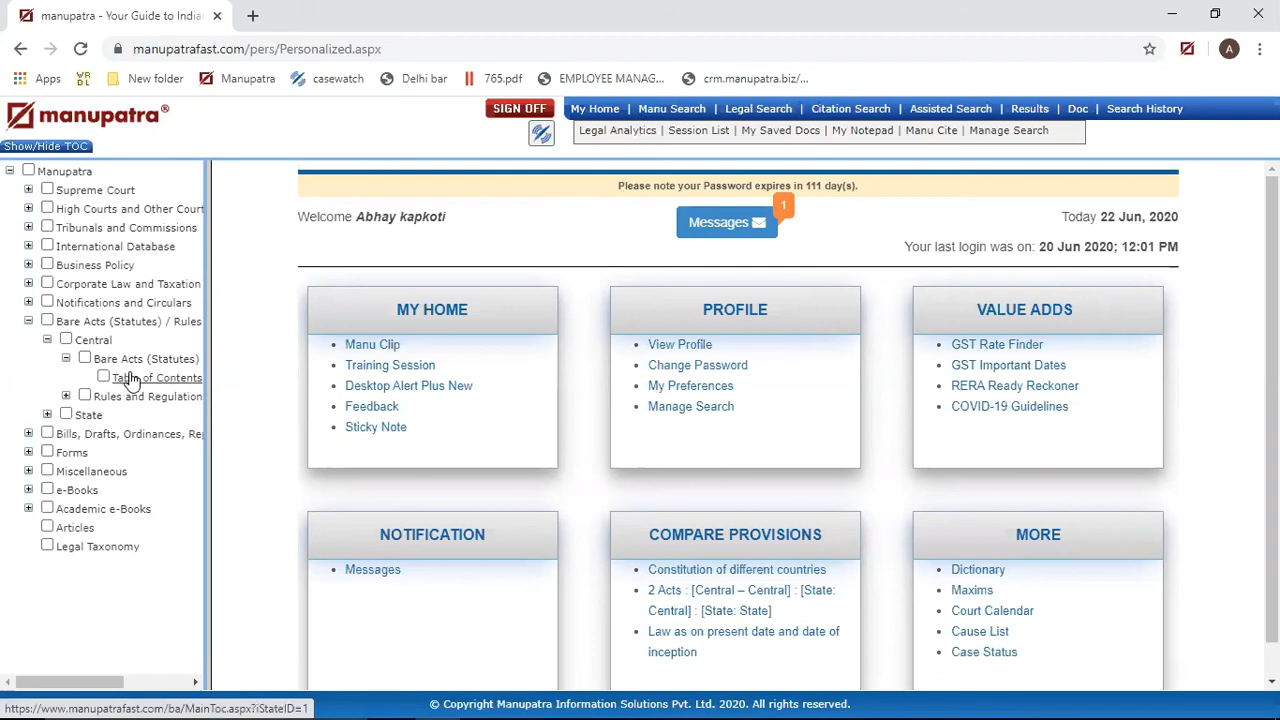 manupatra - Your Guide to India
manupatrafast.com/pers/Personalized.aspx
A
Apps
New folder
Manupatra
casewatch
Delhi bar
765.pdf
EMPLOYEE MANAG...
crm.manupatra.biz/...
manupatra®
SIGN OFF
My Home | Manu Search | Legal Search | Citation Search | Assisted Search | Results | Doc | Search History
Legal Analytics | Session List | My Saved Docs | My Notepad | Manu Cite | Manage Search
Show/Hide TOC
Manupatra
Supreme Court
High Courts and Other Court
Tribunals and Commissions
International Database
Business Policy
Corporate Law and Taxation
Notifications and Circulars
Bare Acts (Statutes) / Rules
Central
Bare Acts (Statutes)
Table of Contents
Rules and Regulation
State
Bills, Drafts, Ordinances, Re
Forms
Miscellaneous
e-Books
Academic e-Books
Articles
Legal Taxonomy
Please note your Password expires in 111 day(s).
Welcome Abhay kapkoti
Messages
1
Today 22 Jun, 2020
Your last login was on: 20 Jun 2020; 12:01 PM
MY HOME
Manu Clip
Training Session
Desktop Alert Plus New
Feedback
Sticky Note
PROFILE
View Profile
Change Password
My Preferences
Manage Search
VALUE ADDS
GST Rate Finder
GST Important Dates
RERA Ready Reckoner
COVID-19 Guidelines
NOTIFICATION
Messages
COMPARE PROVISIONS
Constitution of different countries
2 Acts : [Central – Central] : [State:
Central] : [State: State]
Law as on present date and date of
inception
MORE
Dictionary
Maxims
Court Calendar
Cause List
Case Status
https://www.manupatrafast.com/ba/MainToc.aspx?iStateID=1
© Copyright Manupatra Information Solutions Pvt. Ltd. 2020. All rights reserved.